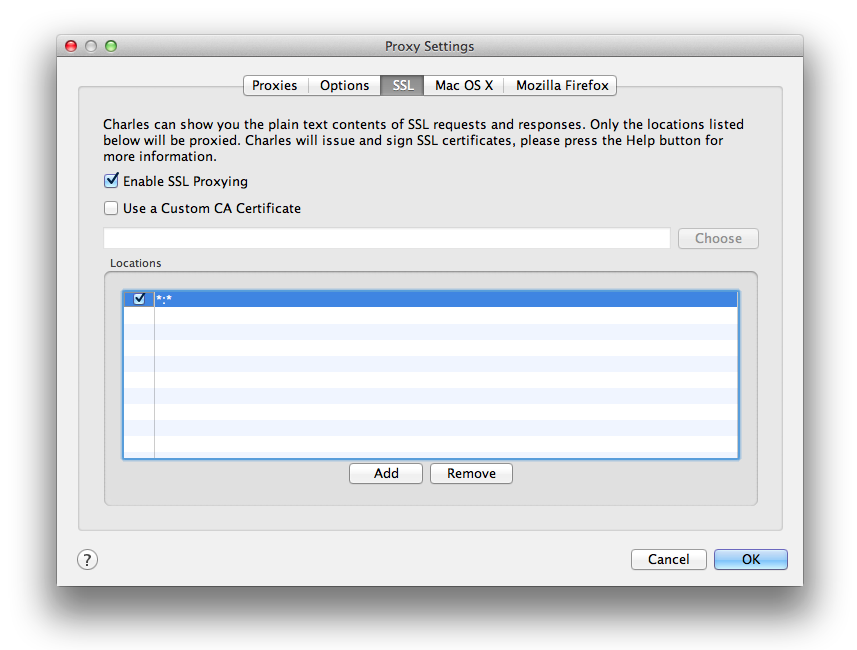 Proxy Settings
Proxies Options SSL Mac OS X Mozilla Firefox
Charles can show you the plain text contents of SSL requests and responses. Only the locations listed
below will be proxied. Charles will issue and sign SSL certificates, please press the Help button for
more information.
Enable SSL Proxying
Use a Custom CA Certificate
Choose
Locations
*:*
Add Remove
? Cancel OK